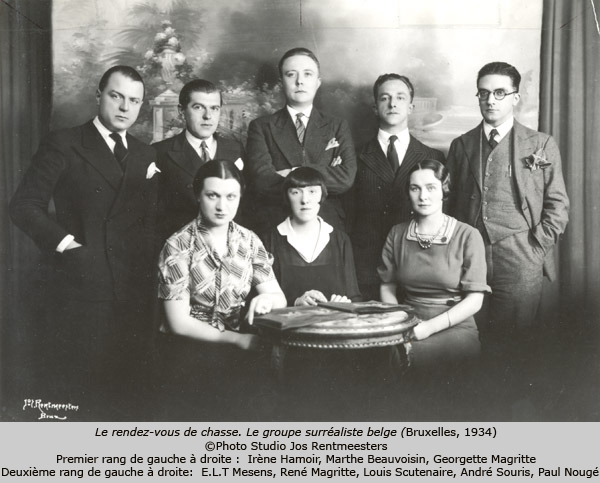 Jos. Rentmeesters
Le rendez-vous de chasse. Le groupe surréaliste belge (Bruxelles, 1934)
©Photo Studio Jos Rentmeesters
Premier rang de gauche à droite : Irène Hamoir, Marthe Beauvoisin, Georgette Magritte
Deuxième rang de gauche à droite: E.L.T Mesens, René Magritte, Louis Scutenaire, André Souris, Paul Nougé